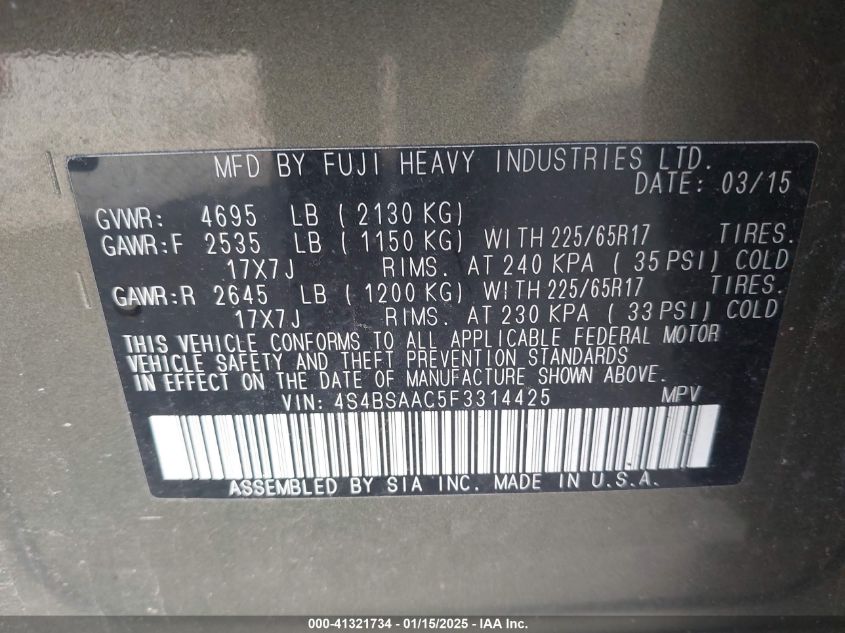 MFD BY FUJI HEAVY INDUSTRIES LTD.
DATE: 03/15
GVWR: 4695 LB ( 2130 KG)
GAWR:F 2535 LB ( 1150 KG) WITH 225/65R17 TIRES.
17X7J RIMS. AT 240 KPA ( 35 PSI) COLD
GAWR:R 2645 LB ( 1200 KG) WITH 225/65R17 TIRES.
17X7J RIMS. AT 230 KPA ( 33 PSI) COLD
THIS VEHICLE CONFORMS TO ALL APPLICABLE FEDERAL MOTOR
VEHICLE SAFETY AND THEFT PREVENTION STANDARDS
IN EFFECT ON THE DATE OF MANUFACTURE SHOWN ABOVE.
VIN: 4S4BSAAC5F3314425 MPV
ASSEMBLED BY SIA INC. MADE IN U.S.A.
000-41321734 - 01/15/2025 - IAA Inc.